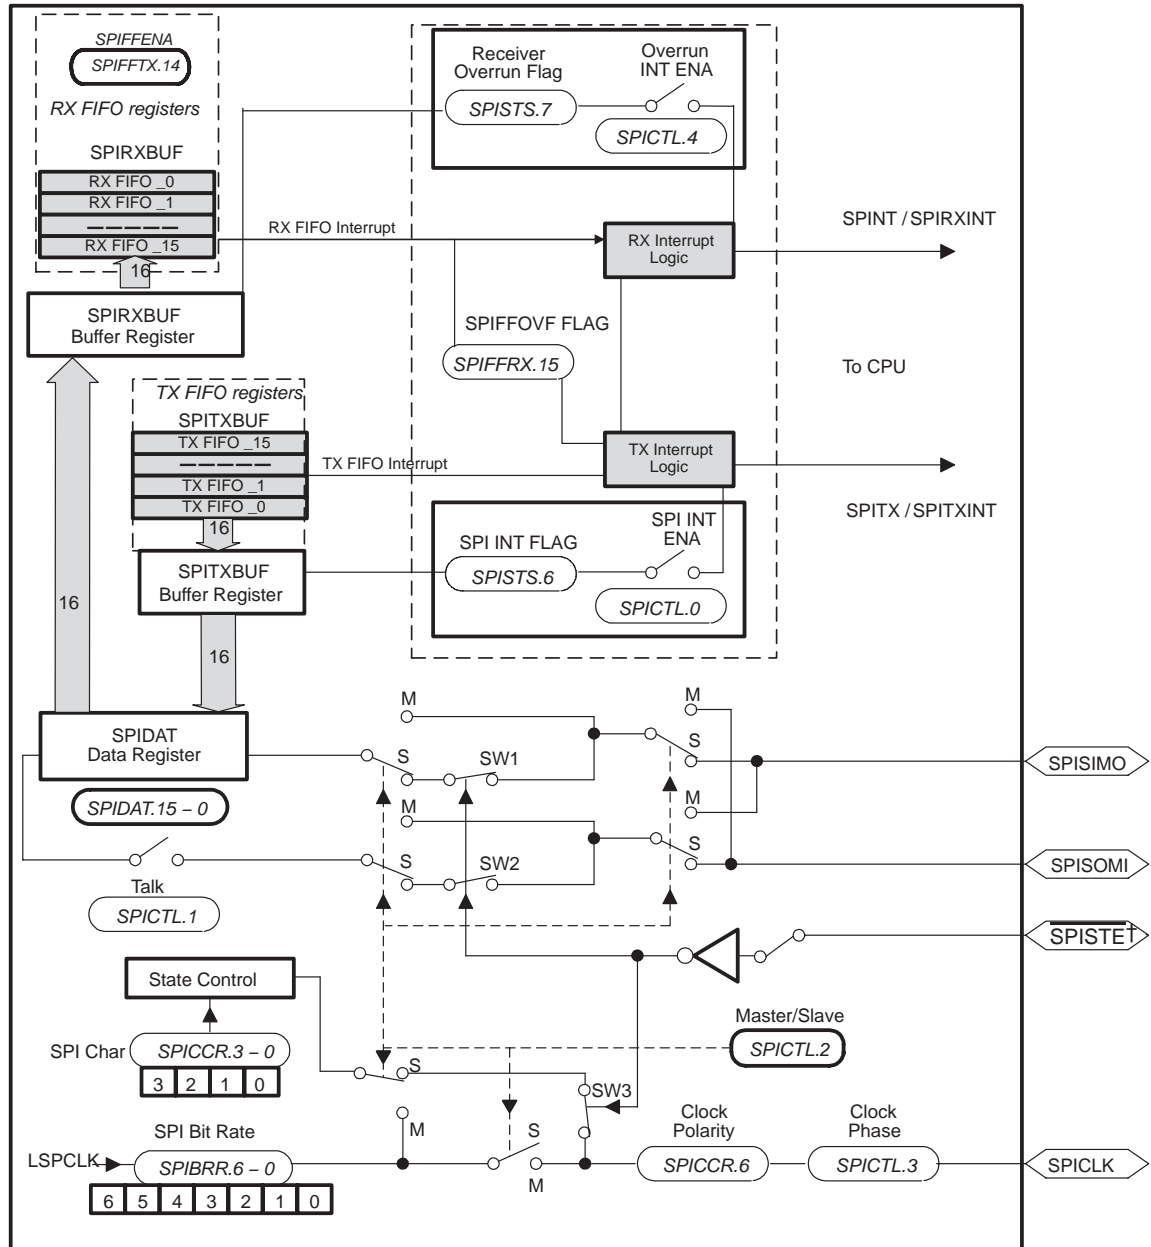 SPIFFENA
SPIFFTX.14
RX FIFO registers
SPIRXBUF
RX FIFO _0
RX FIFO _1
–––––
RX FIFO _15
16
SPIRXBUF
Buffer Register
TX FIFO registers
SPITXBUF
TX FIFO _15
–––––
TX FIFO _1
TX FIFO _0
16
SPITXBUF
Buffer Register
16
16
SPIDAT
Data Register
SPIDAT.15 – 0
Talk
SPICTL.1
Receiver
Overrun Flag
SPISTS.7
Overrun
INT ENA
SPICTL.4
RX FIFO Interrupt
RX Interrupt
Logic
SPINT / SPIRXINT
SPIFFOVF FLAG
SPIFFRX.15
To CPU
TX FIFO Interrupt
TX Interrupt
Logic
SPITX / SPITXINT
SPI INT FLAG
SPISTS.6
SPI INT
ENA
SPICTL.0
M
S
SW1
M
S
SPISIMO
M
S
SW2
M
S
SPISOMI
SPISTE†
State Control
Master/Slave
SPICTL.2
SPI Char
SPICCR.3 – 0
3 2 1 0
S
M
SW3
SPI Bit Rate
LSPCLK
SPIBRR.6 – 0
6 5 4 3 2 1 0
S
M
Clock
Polarity
SPICCR.6
Clock
Phase
SPICTL.3
SPICLK